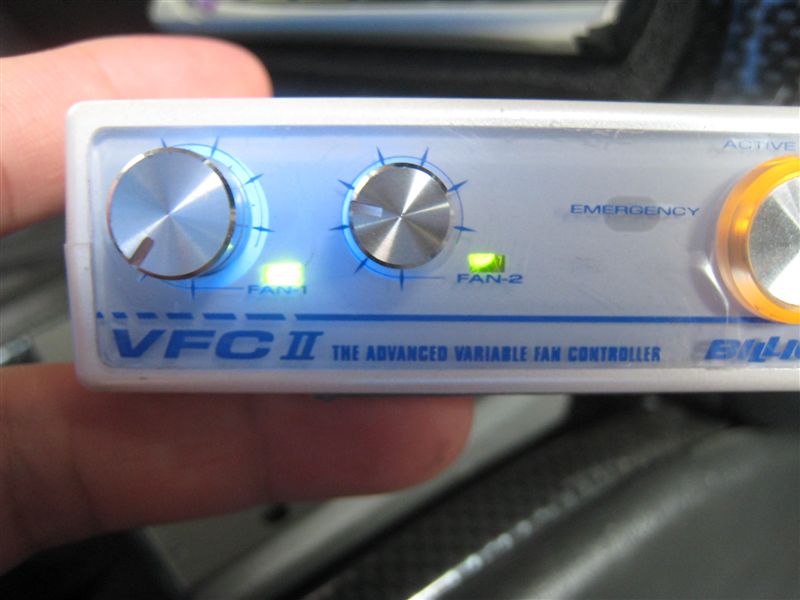 ACTIVE
EMERGENCY
FAN-1
FAN-2
VFC II THE ADVANCED VARIABLE FAN CONTROLLER